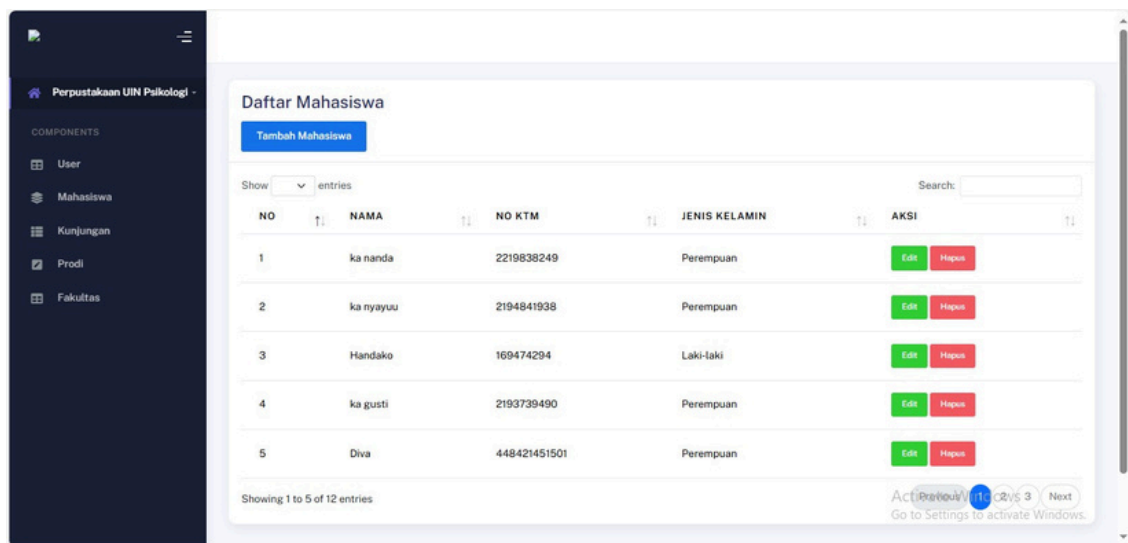 Perpustakaan UIN Psikologi
COMPONENTS
User
Mahasiswa
Kunjungan
Prodi
Fakultas
Daftar Mahasiswa
Tambah Mahasiswa
Show entries
Search:
NO NAMA NO KTM JENIS KELAMIN AKSI
1 ka nanda 2219838249 Perempuan Edit Hapus
2 ka nyayuu 2194841938 Perempuan Edit Hapus
3 Handako 169474294 Laki-laki Edit Hapus
4 ka gusti 2193739490 Perempuan Edit Hapus
5 Diva 448421451501 Perempuan Edit Hapus
Showing 1 to 5 of 12 entries
Previous 1 2 3 Next
Activate Windows
Go to Settings to activate Windows.